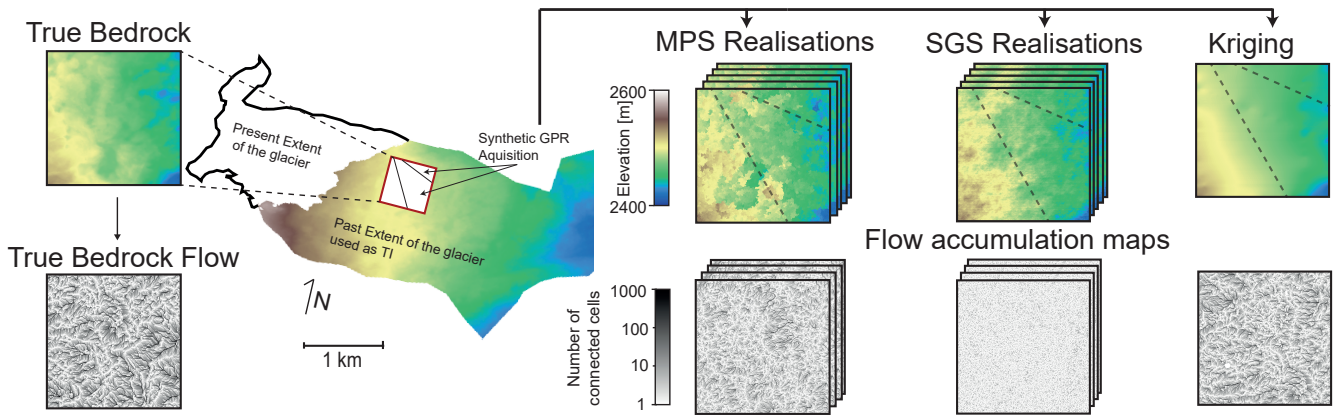 True Bedrock
MPS Realisations
SGS Realisations
Kriging
2600
Elevation [m]
2400
Present Extent
of the glacier
Synthetic GPR
Aquisition
Past Extent of the glacier
used as TI
N
1 km
True Bedrock Flow
Flow accumulation maps
Number of
connected cells
1000
100
10
1